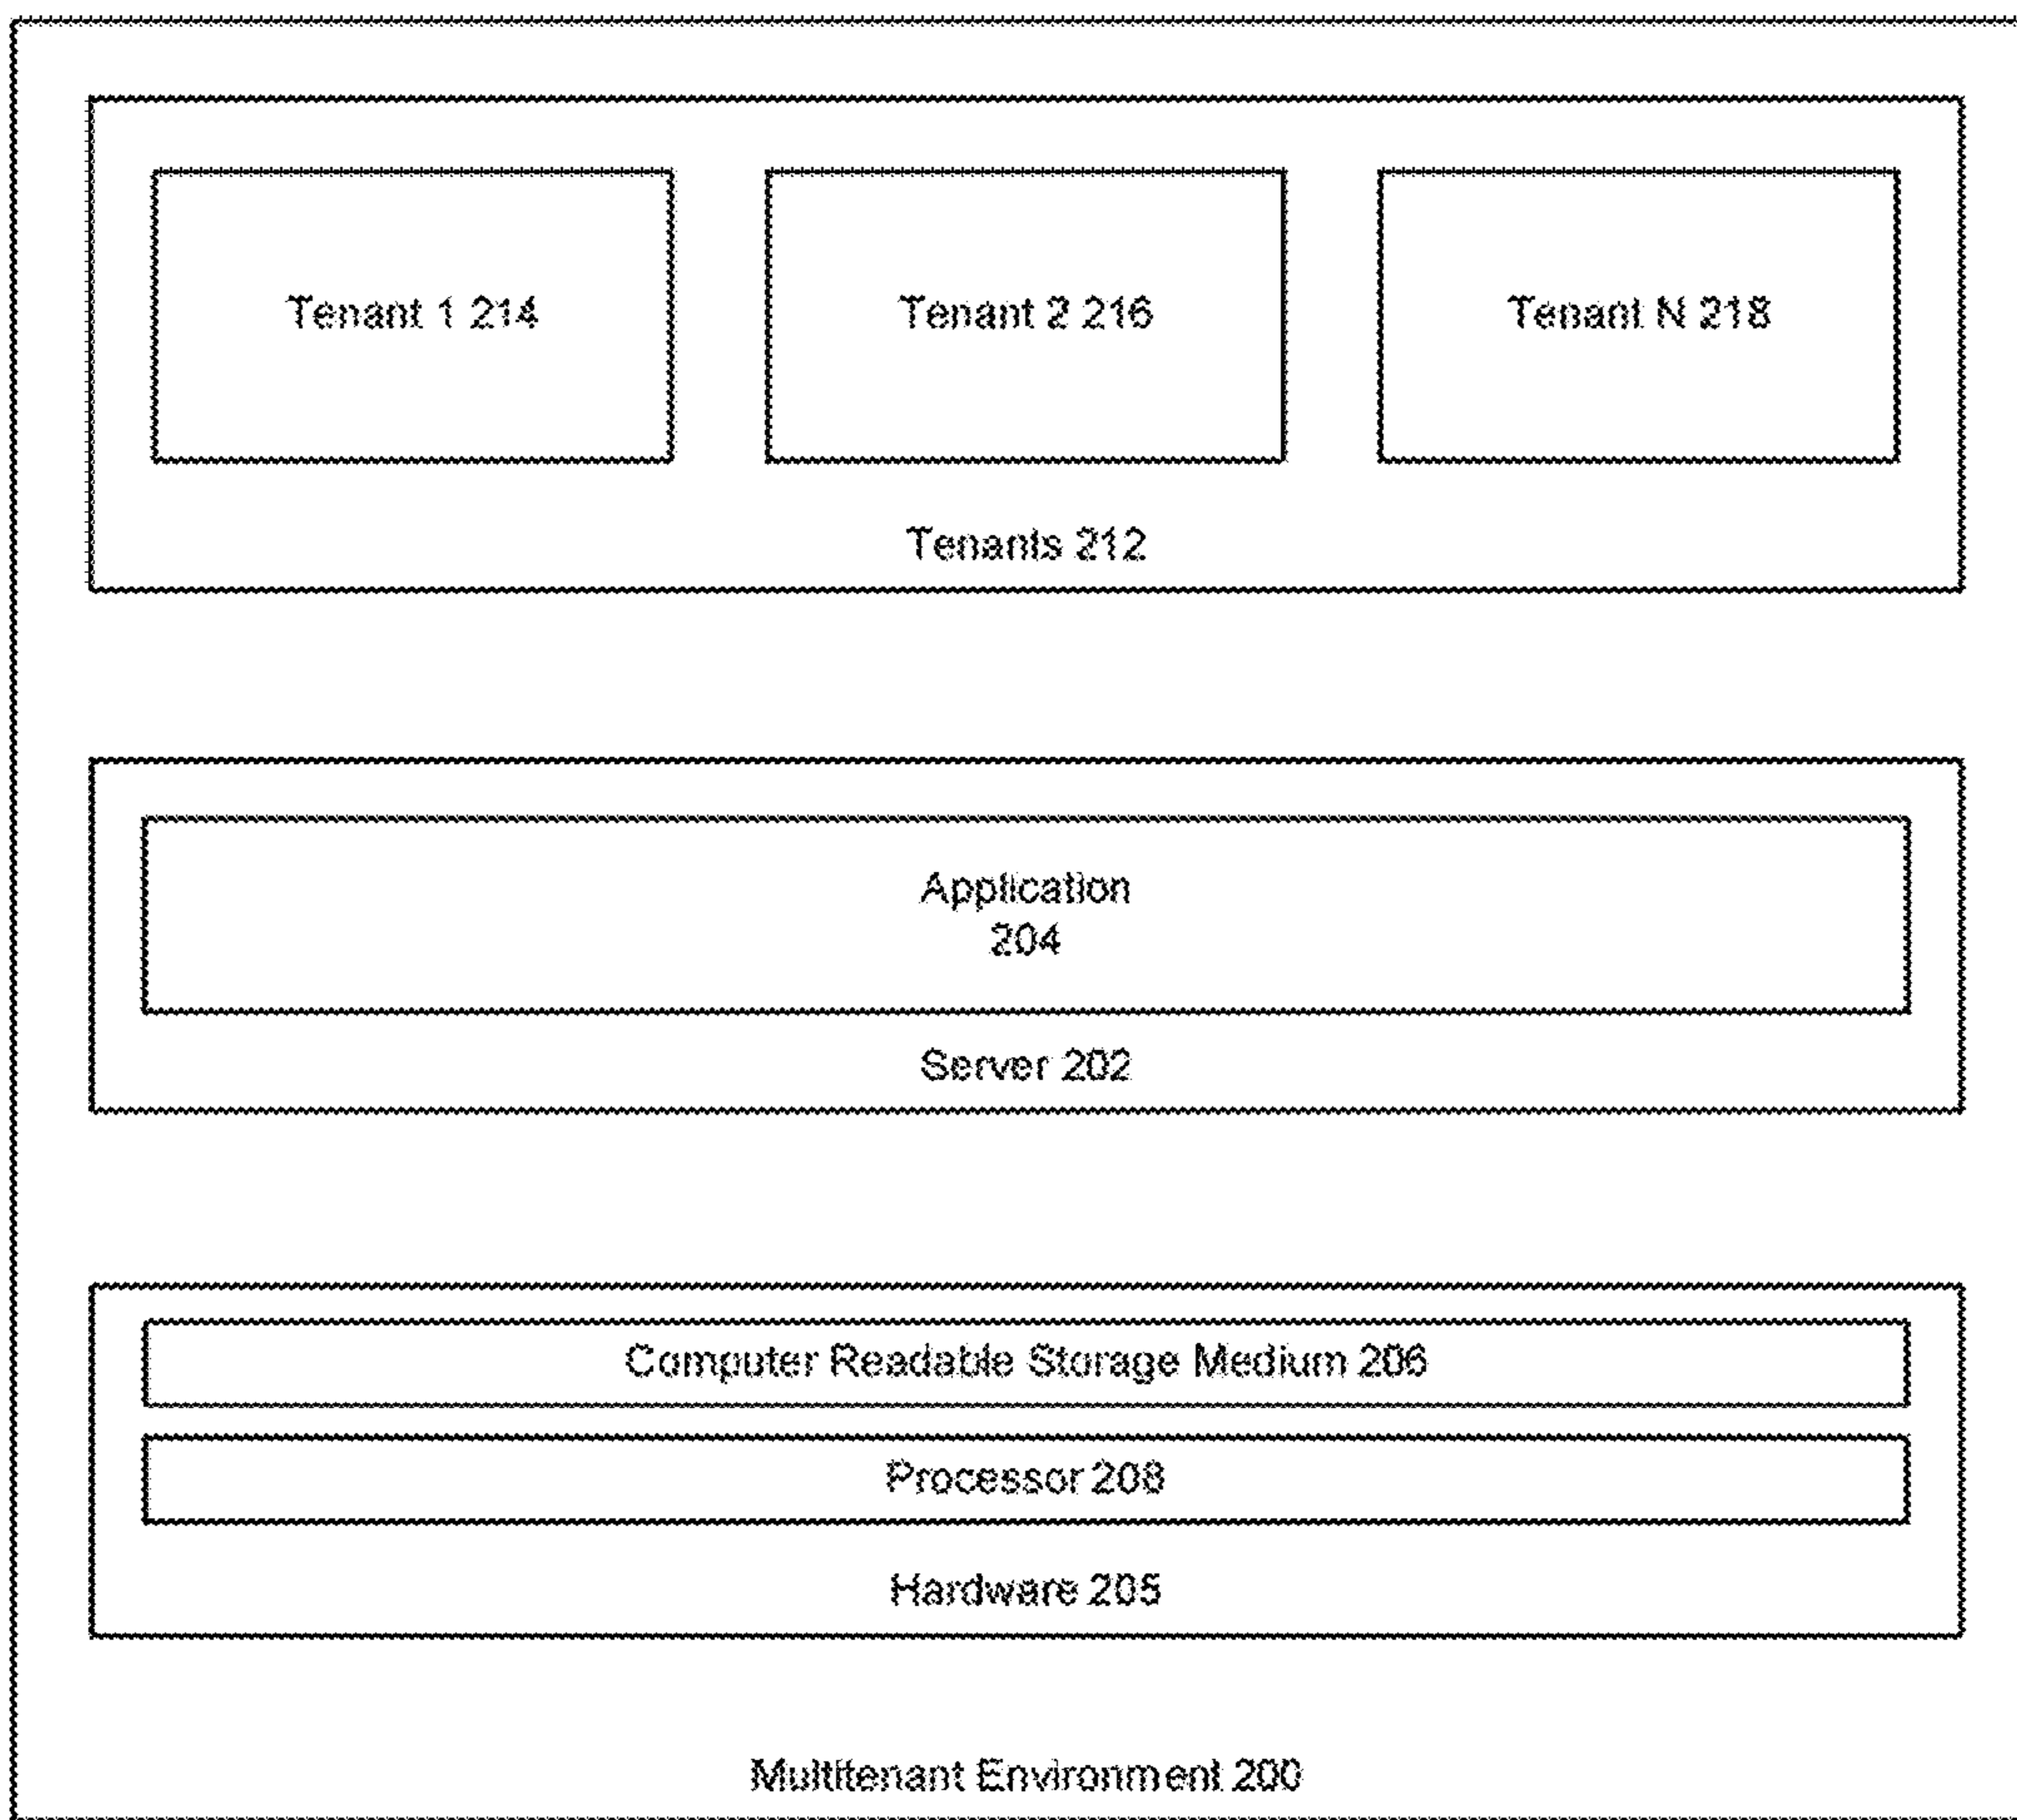 Tenant 1 214
Tenant 2 216
Tenant N 218
Tenants 212
Application
204
Server 202
Computer Readable Storage Medium 206
Processor 208
Hardware 205
Multitenant Environment 200